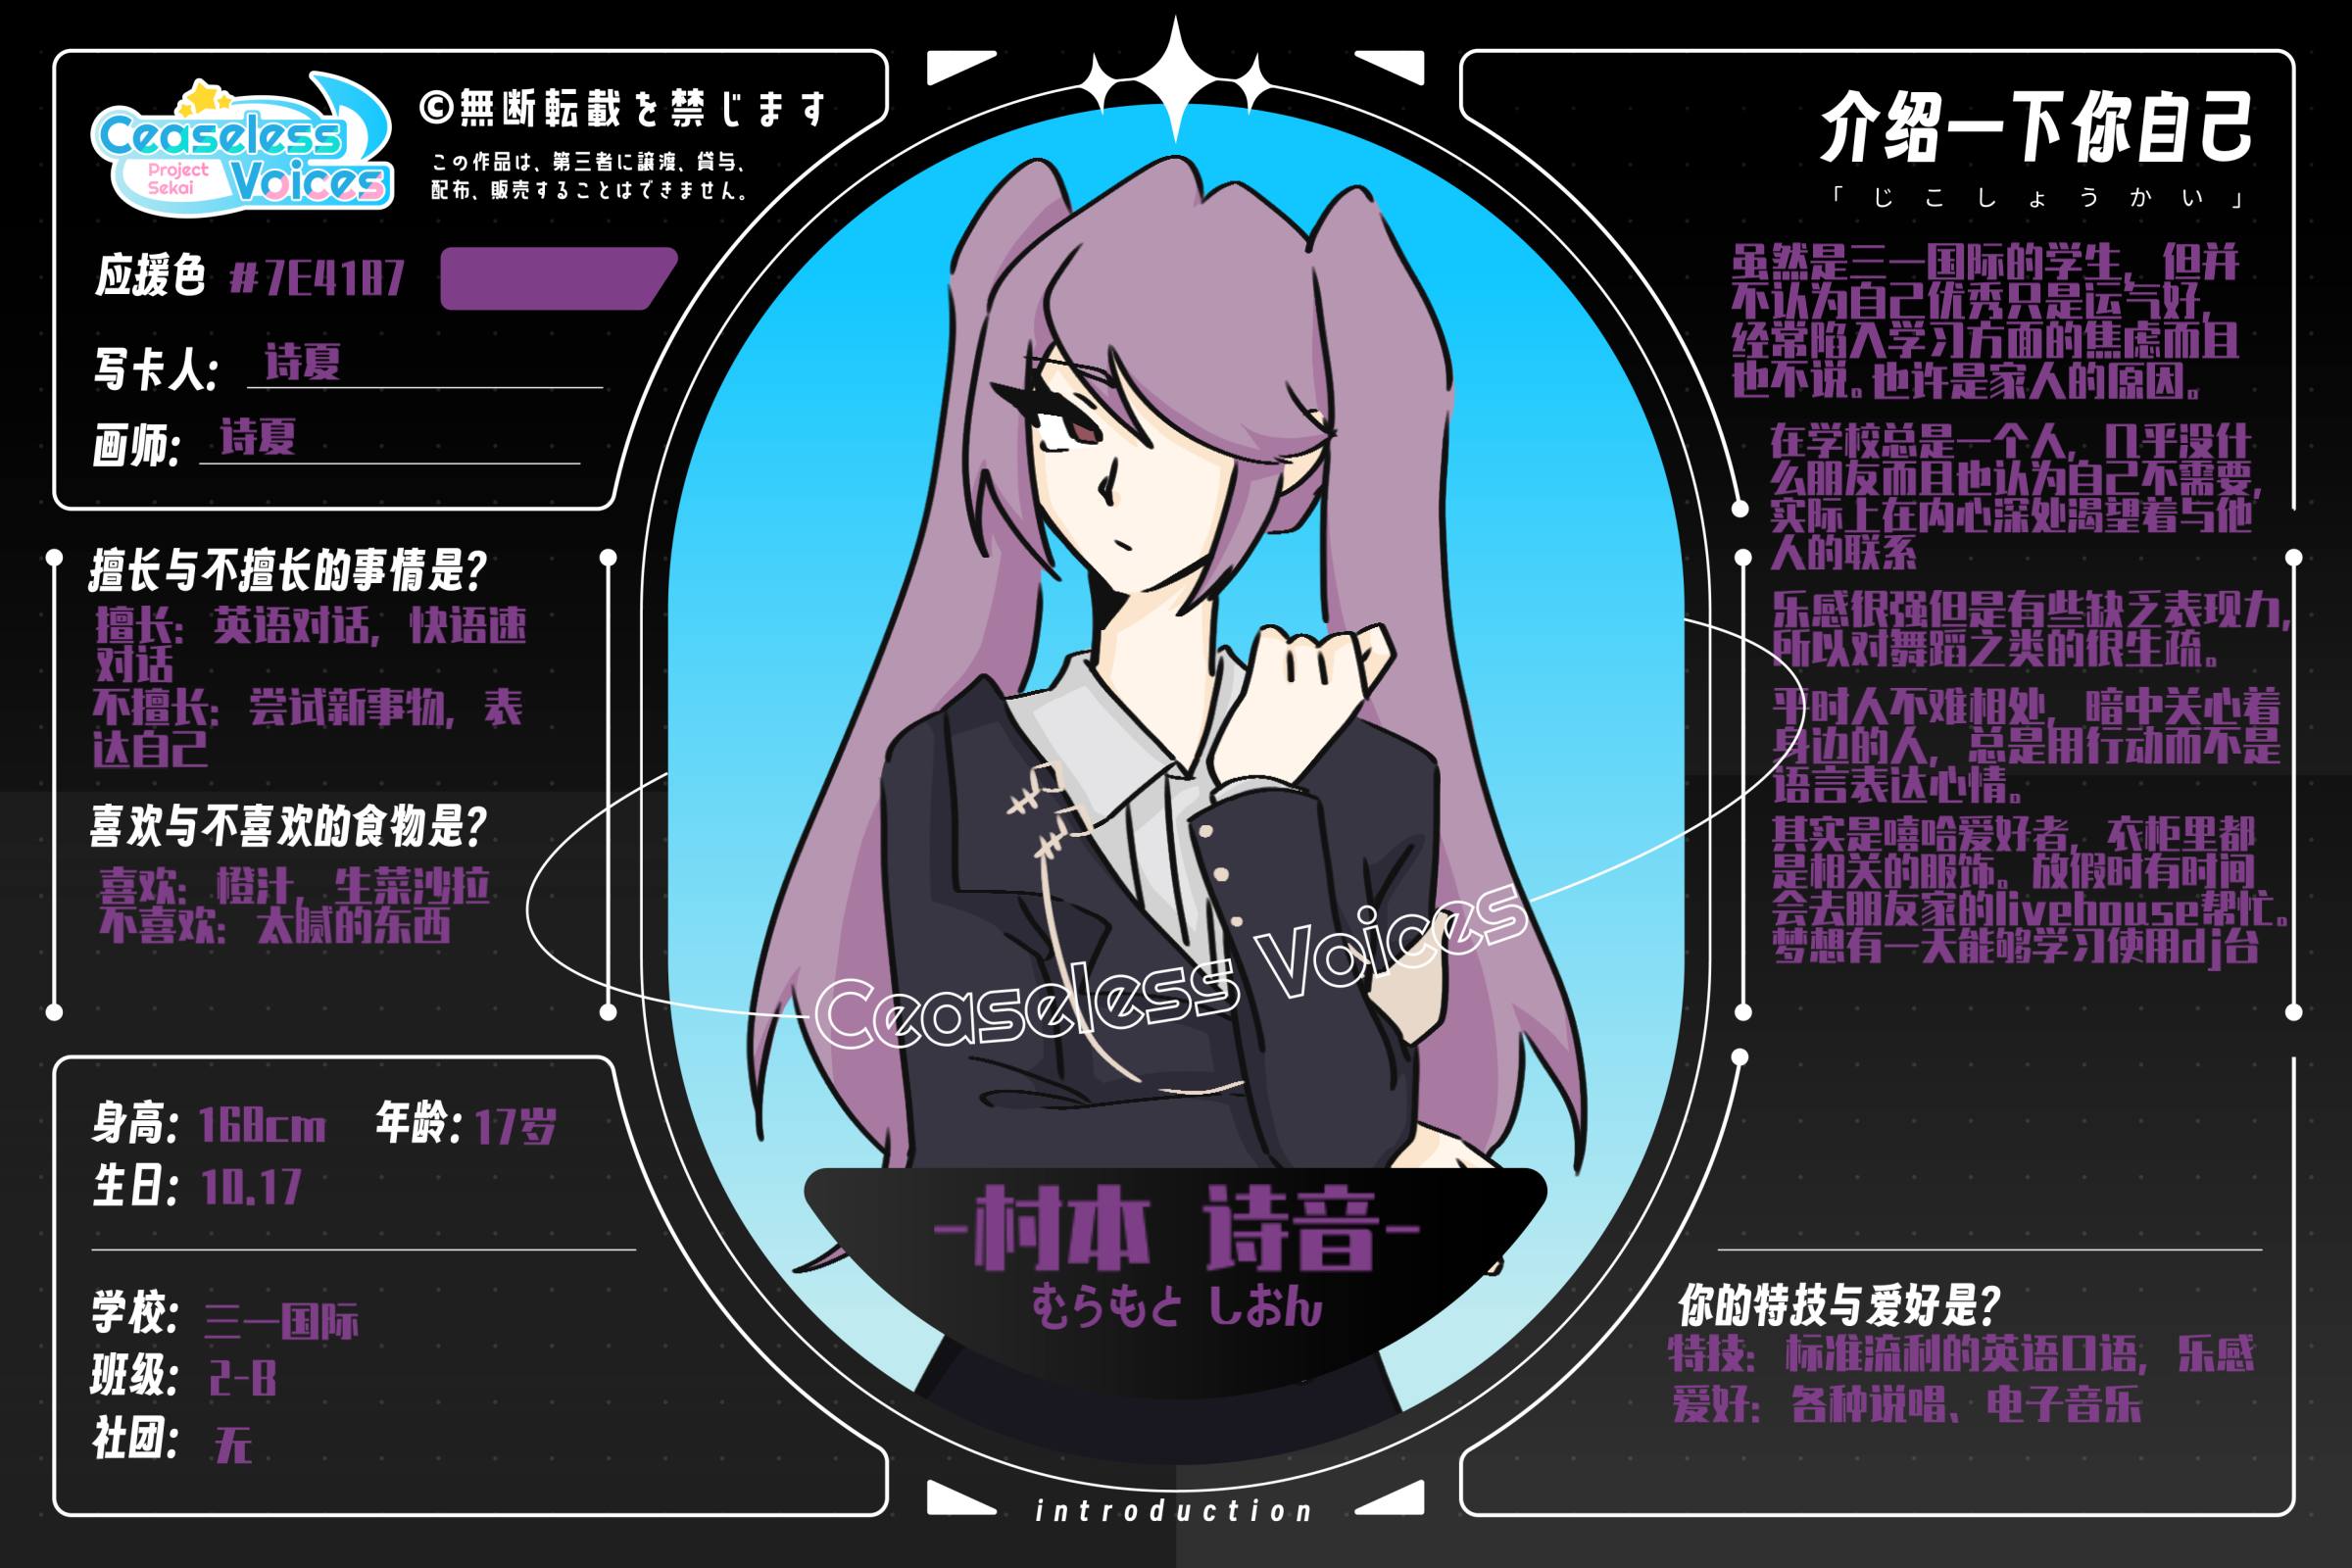 Ceaseless
Project
Sekai
Voices
©無断転載を禁じます
この作品は、第三者に譲渡、貸与、
配布、販売することはできません。
应援色 #7E4187
写卡人: 诗夏
画师: 诗夏
擅长与不擅长的事情是?
擅长: 英语对话, 快语速
对话
不擅长: 尝试新事物, 表
达自己
喜欢与不喜欢的食物是?
喜欢: 橙汁, 生菜沙拉
不喜欢: 太腻的东西
身高: 168cm 年龄: 17岁
生日: 10.17
学校: 三一国际
班级: 2-B
社团: 无
Ceaseless Voices
-村本 诗音-
むらもと しおん
introduction
介绍一下你自己
「じこしょうかい」
虽然是三一国际的学生, 但并
不认为自己优秀只是运气好,
经常陷入学习方面的焦虑而且
也不说。也许是家人的原因。
在学校总是一个人, 几乎没什
么朋友而且也认为自己不需要,
实际上在内心深处渴望着与他
人的联系
乐感很强但是有些缺乏表现力,
所以对舞蹈之类的很生疏。
平时人不难相处, 暗中关心着
身边的人, 总是用行动而不是
语言表达心情。
其实是嘻哈爱好者, 衣柜里都
是相关的服饰。放假时有时间
会去朋友家的livehouse帮忙。
梦想有一天能够学习使用dj台
你的特技与爱好是?
特技: 标准流利的英语口语, 乐感
爱好: 各种说唱、电子音乐